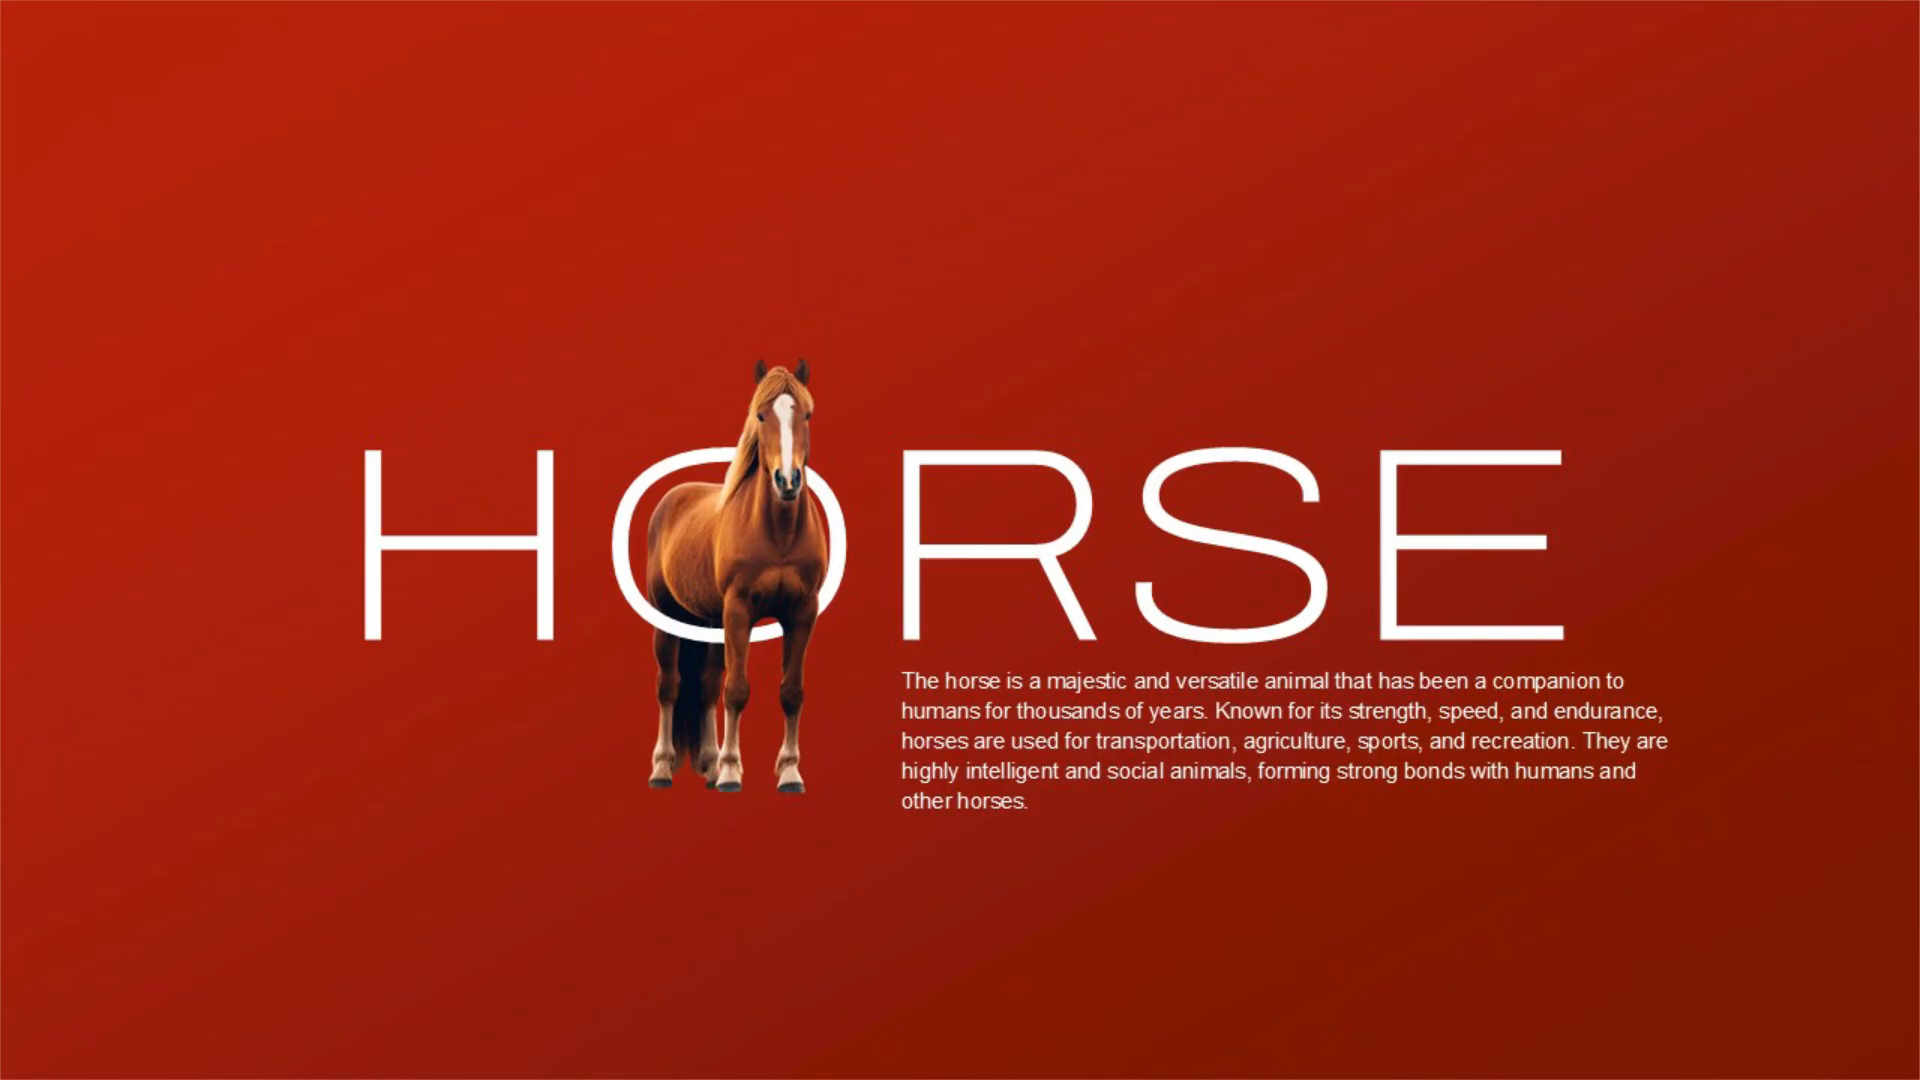 HORSE
The horse is a majestic and versatile animal that has been a companion to
humans for thousands of years. Known for its strength, speed, and endurance,
horses are used for transportation, agriculture, sports, and recreation. They are
highly intelligent and social animals, forming strong bonds with humans and
other horses.